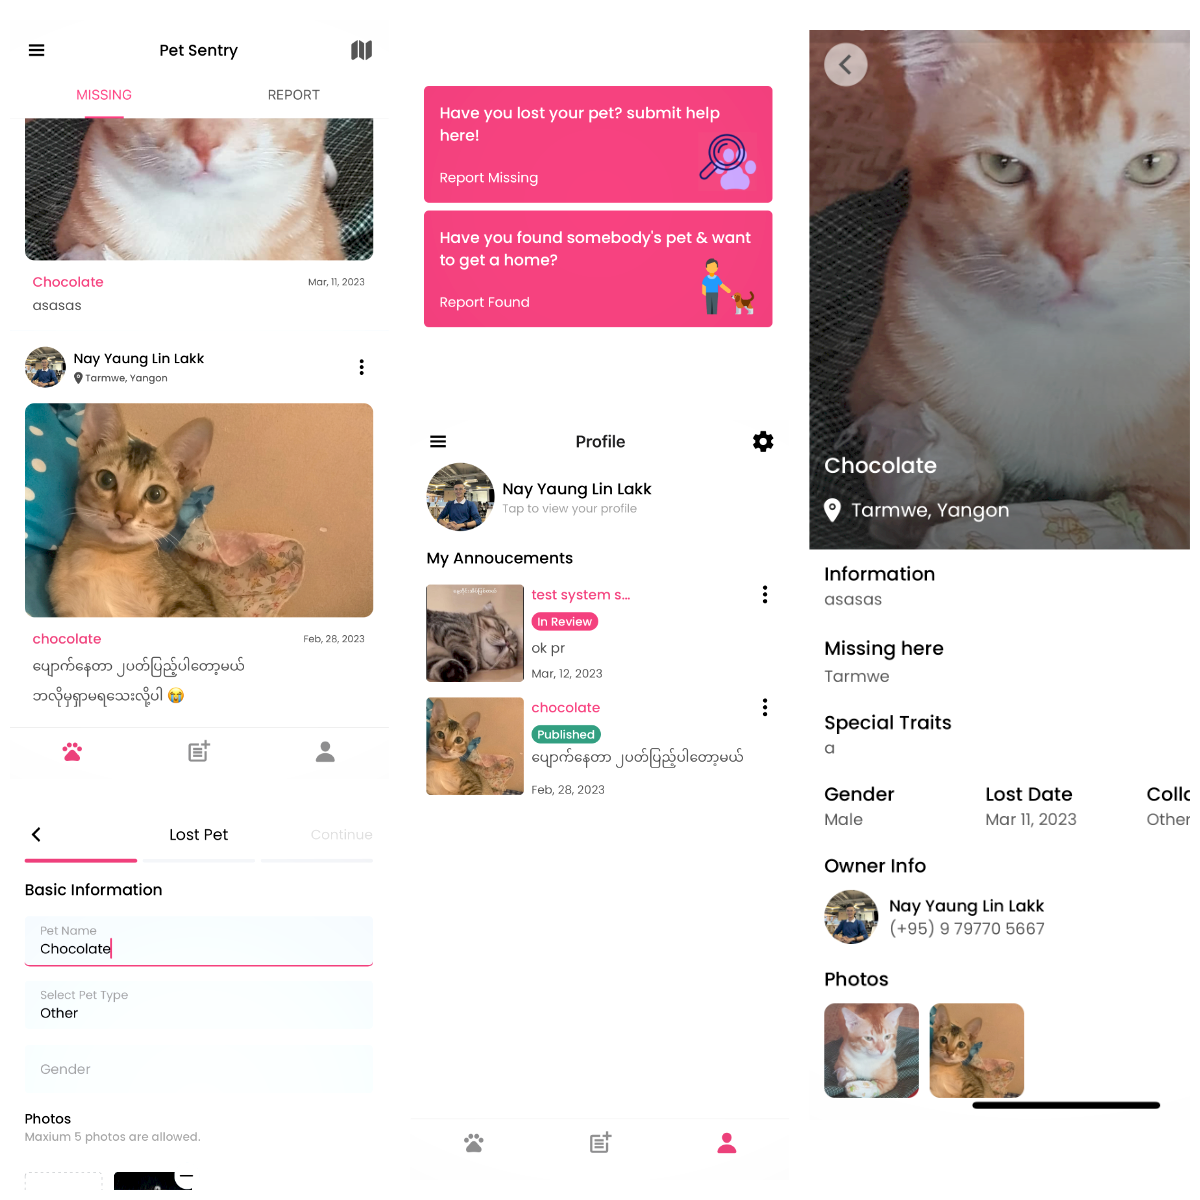 Pet Sentry
MISSING
REPORT
Chocolate
Mar, 11, 2023
asasas
Nay Yaung Lin Lakk
Tarmwe, Yangon
chocolate
Feb, 28, 2023
ပျောက်နေတာ ၂ပတ်ပြည့်ပါတော့မယ်
ဘလိုမှရှာမရသေးလို့ပါ 😭
Lost Pet
Continue
Basic Information
Pet Name
Chocolate
Select Pet Type
Other
Gender
Photos
Maxium 5 photos are allowed.
Have you lost your pet? submit help
here!
Report Missing
Have you found somebody's pet & want
to get a home?
Report Found
Profile
Nay Yaung Lin Lakk
Tap to view your profile
My Annoucements
test system s...
In Review
ok pr
Mar, 12, 2023
chocolate
Published
ပျောက်နေတာ ၂ပတ်ပြည့်ပါတော့မယ်
Feb, 28, 2023
Chocolate
Tarmwe, Yangon
Information
asasas
Missing here
Tarmwe
Special Traits
a
Gender
Lost Date
Colla
Male
Mar 11, 2023
Other
Owner Info
Nay Yaung Lin Lakk
(+95) 9 79770 5667
Photos